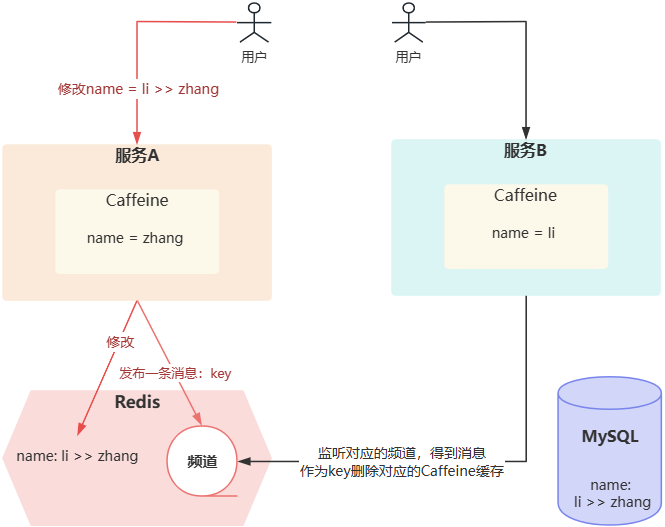 用户
用户
修改name = li >> zhang
服务A
Caffeine
name = zhang
服务B
Caffeine
name = li
修改
发布一条消息：key
Redis
name: li >> zhang
频道
监听对应的频道，得到消息
作为key删除对应的Caffeine缓存
MySQL
name:
li >> zhang